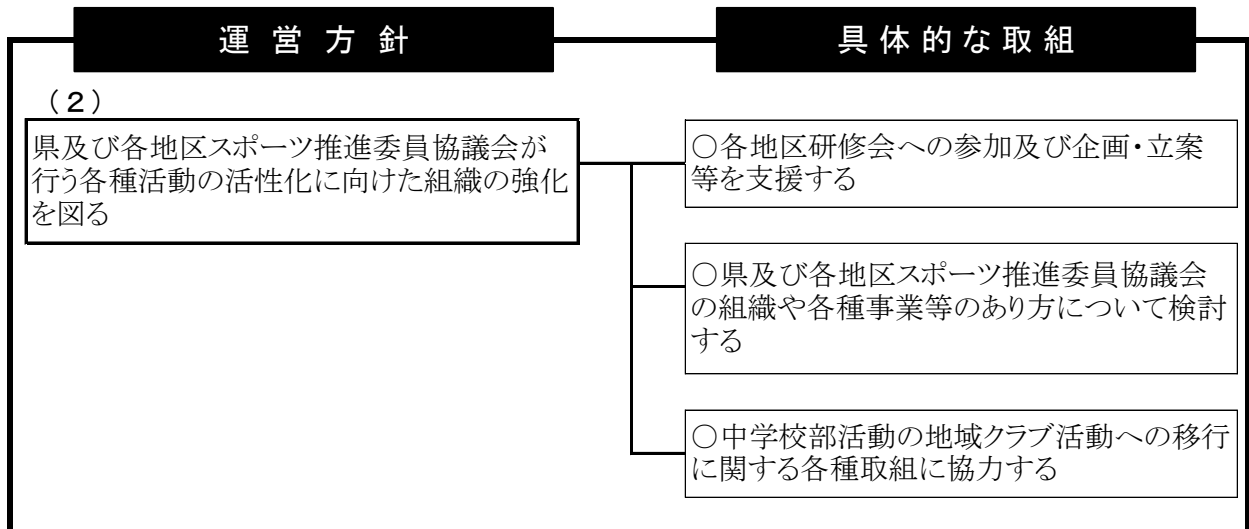 運営方針
具体的な取組
（２）
県及び各地区スポーツ推進委員協議会が
行う各種活動の活性化に向けた組織の強化
を図る
○各地区研修会への参加及び企画・立案
等を支援する
○県及び各地区スポーツ推進委員協議会
の組織や各種事業等のあり方について検討
する
○中学校部活動の地域クラブ活動への移行
に関する各種取組に協力する